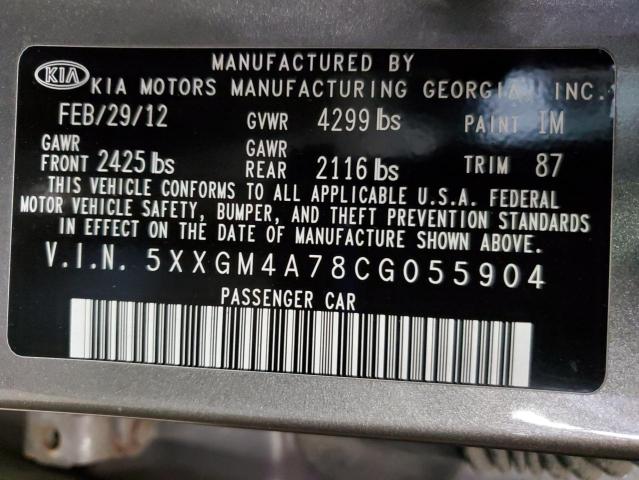 MANUFACTURED BY
KIA KIA MOTORS MANUFACTURING GEORGIA, INC.
FEB/29/12 GVWR 4299 lbs PAINT IM
GAWR FRONT 2425 lbs GAWR REAR 2116 lbs TRIM 87
THIS VEHICLE CONFORMS TO ALL APPLICABLE U.S.A. FEDERAL
MOTOR VEHICLE SAFETY, BUMPER, AND THEFT PREVENTION STANDARDS
IN EFFECT ON THE DATE OF MANUFACTURE SHOWN ABOVE.
V.I.N. 5XXGM4A78CG055904
PASSENGER CAR